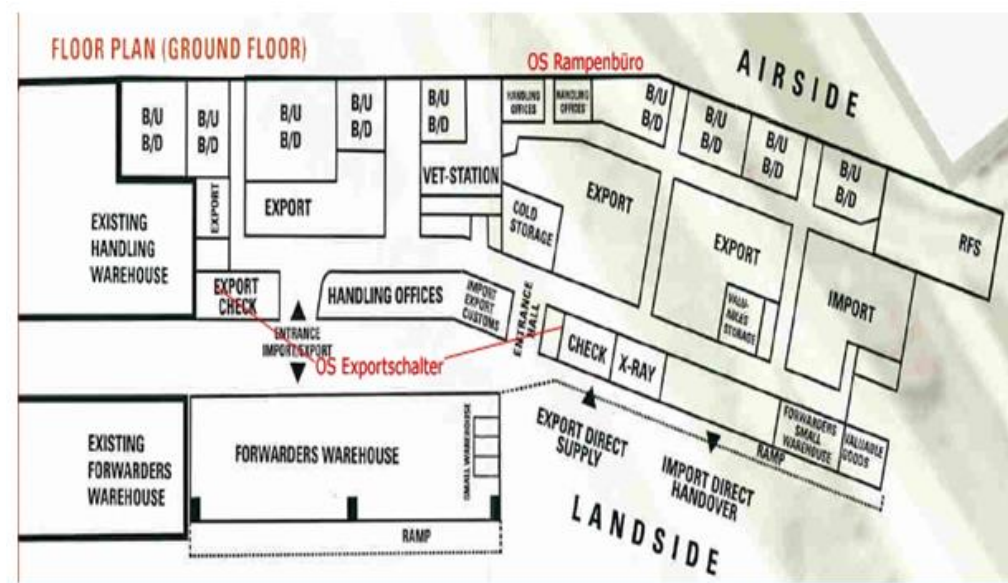 FLOOR PLAN (GROUND FLOOR)
OS Rampenbüro
AIRSIDE
B/U
B/D
B/U
B/D
B/U
B/D
B/U
B/D
B/U
B/D
HANDLING
OFFICES
HANDLING
OFFICES
B/U
B/D
B/U
B/D
B/U
B/D
B/U
B/D
RFS
EXISTING
HANDLING
WAREHOUSE
EXPORT
EXPORT
VET-STATION
COLD
STORAGE
EXPORT
EXPORT
VALU-
ABLES
STORAGE
IMPORT
EXPORT
CHECK
HANDLING OFFICES
IMPORT
EXPORT
CUSTOMS
ENTRANCE
HALL
CHECK
X-RAY
ENTRANCE
IMPORT/EXPORT
OS Exportschalter
EXISTING
FORWARDERS
WAREHOUSE
FORWARDERS WAREHOUSE
SMALL WAREHOUSE
RAMP
EXPORT DIRECT
SUPPLY
IMPORT DIRECT
HANDOVER
FORWARDERS
SMALL
WAREHOUSE
VALUABLE
GOODS
RAMP
LANDSIDE